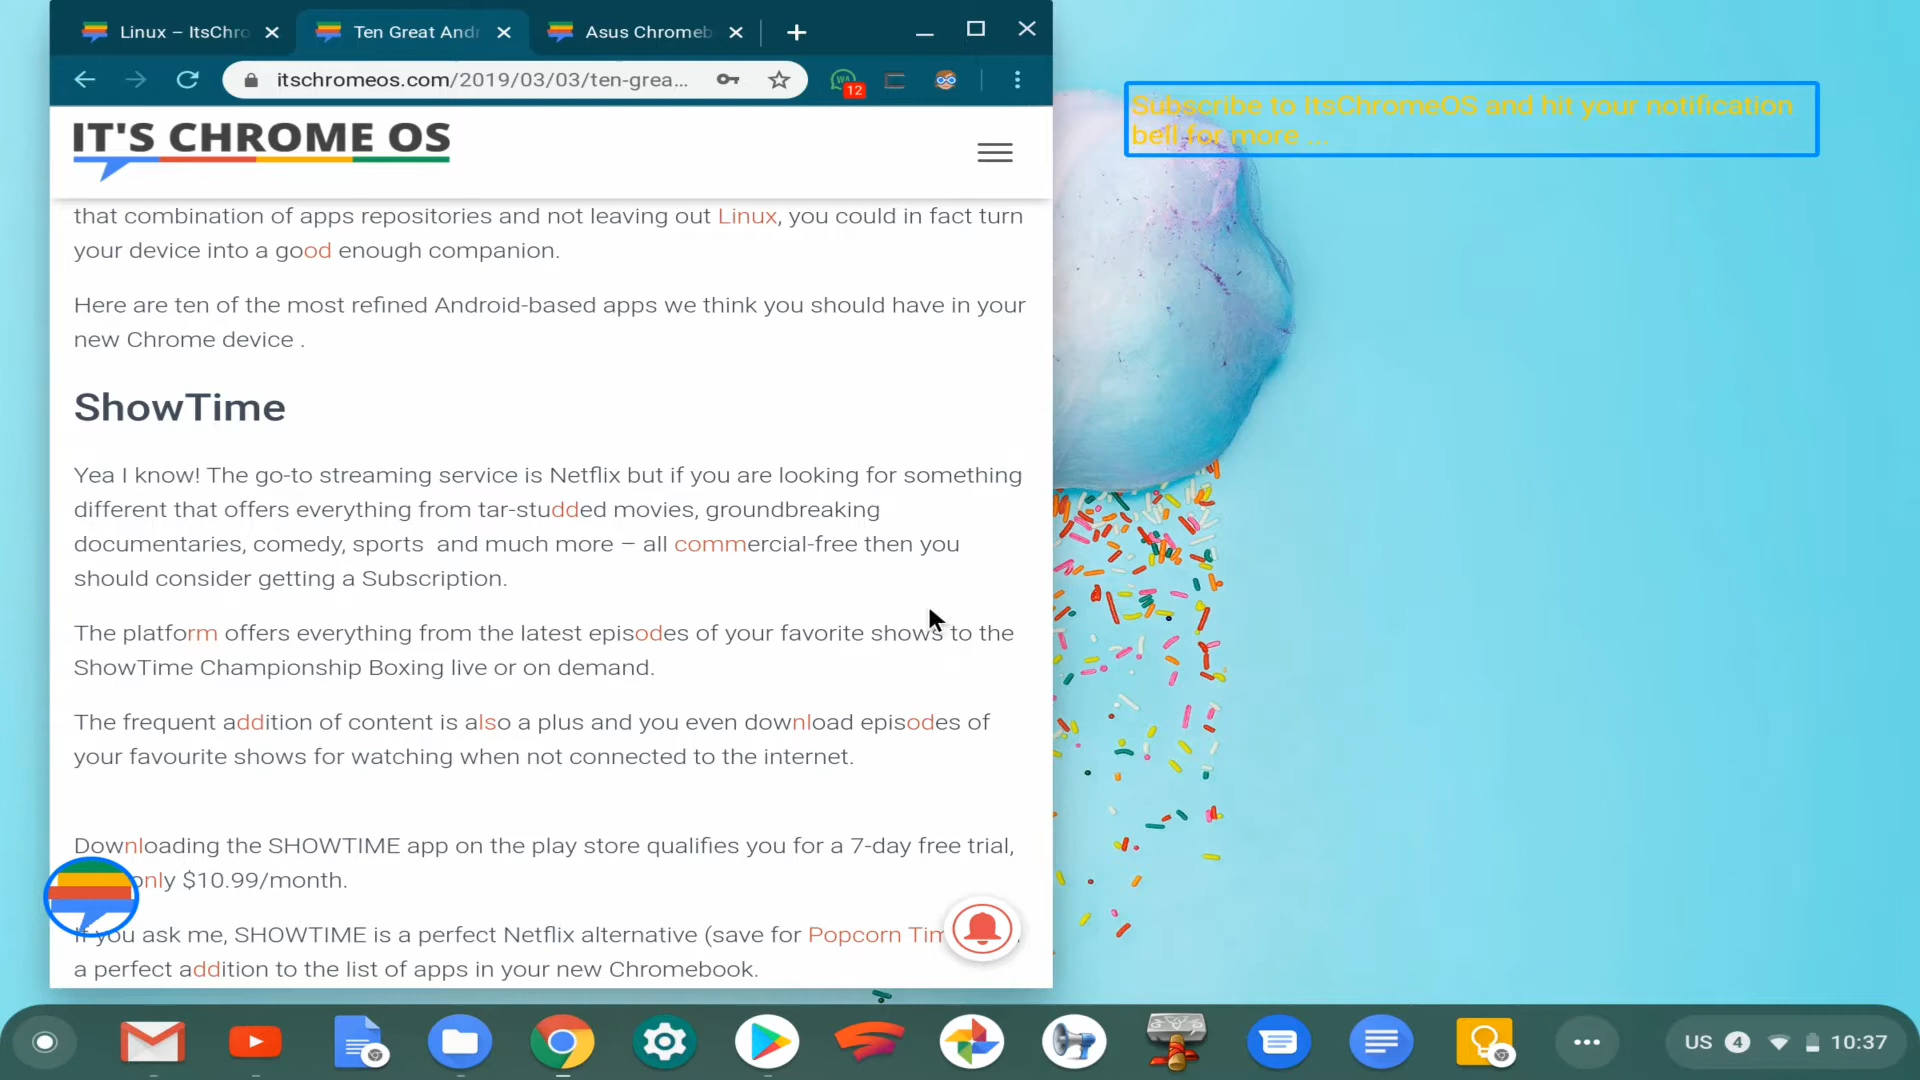 Linux – ItsChro
Ten Great Andr
Asus Chromeb
itschromeos.com/2019/03/03/ten-grea...
12
IT'S CHROME OS
Subscribe to ItsChromeOS and hit your notification
bell for more ...
that combination of apps repositories and not leaving out Linux, you could in fact turn
your device into a good enough companion.
Here are ten of the most refined Android-based apps we think you should have in your
new Chrome device .
ShowTime
Yea I know! The go-to streaming service is Netflix but if you are looking for something
different that offers everything from tar-studded movies, groundbreaking
documentaries, comedy, sports  and much more – all commercial-free then you
should consider getting a Subscription.
The platform offers everything from the latest episodes of your favorite shows to the
ShowTime Championship Boxing live or on demand.
The frequent addition of content is also a plus and you even download episodes of
your favourite shows for watching when not connected to the internet.
Downloading the SHOWTIME app on the play store qualifies you for a 7-day free trial,
only $10.99/month.
If you ask me, SHOWTIME is a perfect Netflix alternative (save for Popcorn Tim
a perfect addition to the list of apps in your new Chromebook.
US 4 10:37